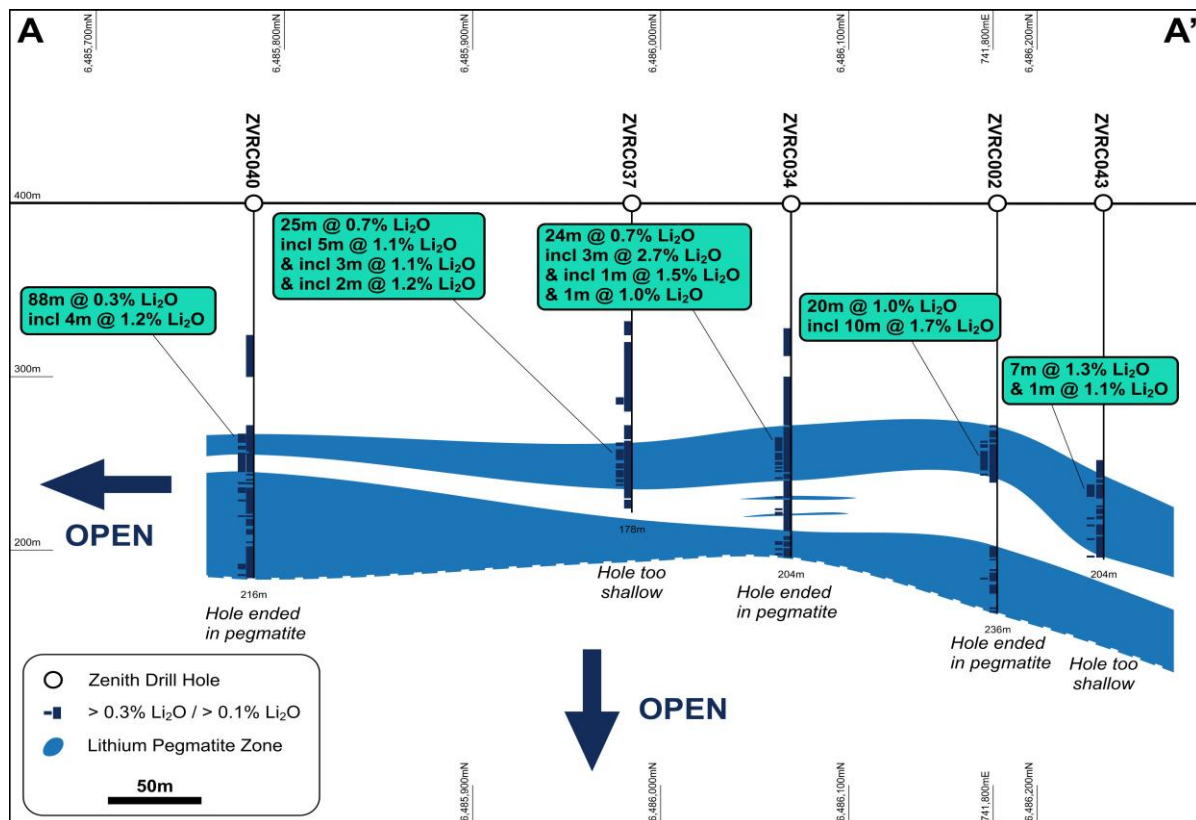 A
A'
6,485,700mN
6,485,800mN
6,485,900mN
6,486,000mN
6,486,100mN
741,800mE
6,486,200mN
ZVRC040
ZVRC037
ZVRC034
ZVRC002
ZVRC043
400m
25m @ 0.7% Li₂O
incl 5m @ 1.1% Li₂O
& incl 3m @ 1.1% Li₂O
& incl 2m @ 1.2% Li₂O
24m @ 0.7% Li₂O
incl 3m @ 2.7% Li₂O
& incl 1m @ 1.5% Li₂O
& 1m @ 1.0% Li₂O
88m @ 0.3% Li₂O
incl 4m @ 1.2% Li₂O
20m @ 1.0% Li₂O
incl 10m @ 1.7% Li₂O
7m @ 1.3% Li₂O
& 1m @ 1.1% Li₂O
300m
OPEN
200m
178m
Hole too
shallow
216m
Hole ended
in pegmatite
204m
Hole ended
in pegmatite
204m
236m
Hole ended
in pegmatite
Hole too
shallow
OPEN
Zenith Drill Hole
> 0.3% Li₂O / > 0.1% Li₂O
Lithium Pegmatite Zone
50m
6,485,900mN
6,486,000mN
6,486,100mN
741,800mE
6,486,200mN